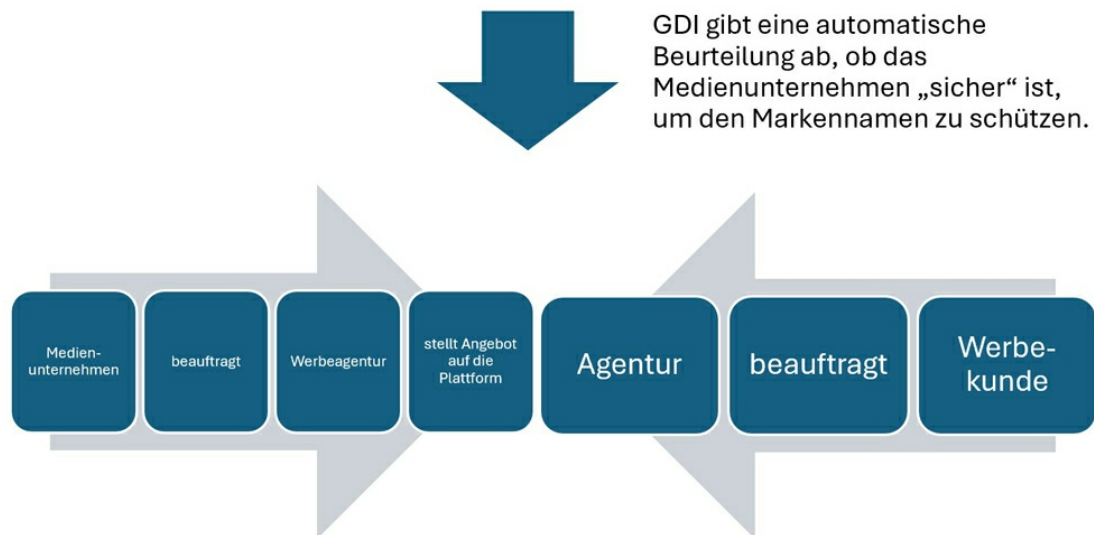 GDI gibt eine automatische
Beurteilung ab, ob das
Medienunternehmen „sicher“ ist,
um den Markennamen zu schützen.
Medien-
unternehmen
beauftragt
Werbeagentur
stellt Angebot
auf die
Plattform
Agentur
beauftragt
Werbe-
kunde